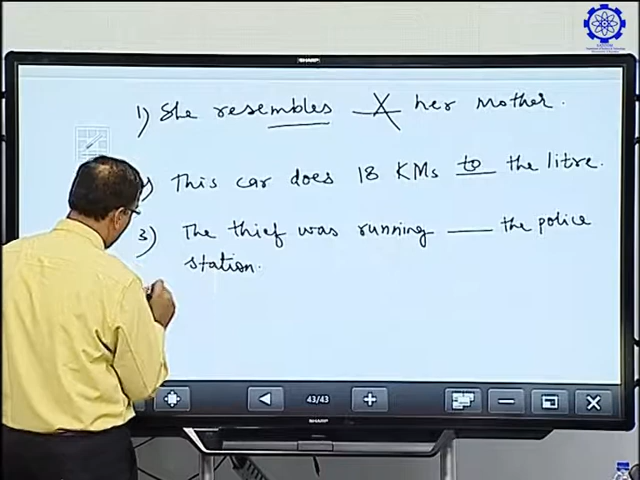 SHARP
1) She resembles X her mother.
) This car does 18 KMs to the litre.
3) The thief was running ___ the police
station.
43/43
SHARP